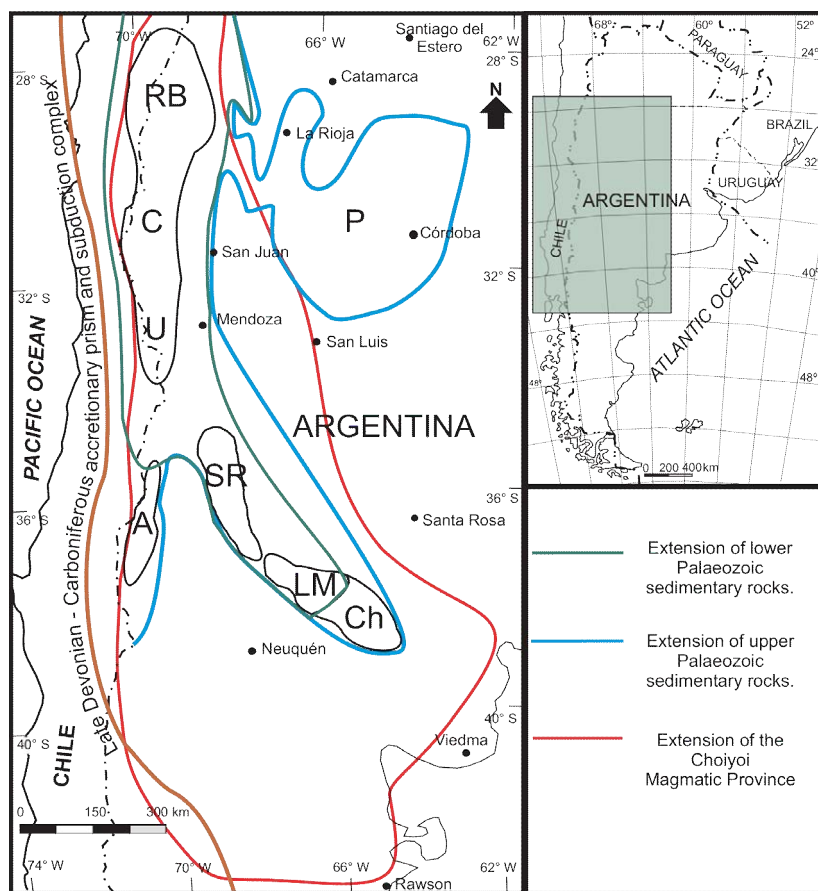 70° W
66° W
Santiago del
Estero
62° W
28° S
28° S
Catamarca
N
RB
La Rioja
P
C
Córdoba
San Juan
32° S
32° S
U
Mendoza
San Luis
PACIFIC OCEAN
Late Devonian - Carboniferous accretionary prism and subduction complex
ARGENTINA
SR
36° S
36° S
A
Santa Rosa
LM
Ch
Neuquén
40° S
40° S
Viedma
CHILE
0 150 300 km
74° W
70° W
66° W
62° W
Rawson
68°
60°
52°
24°
PARAGUAY
28°
BRAZIL
32°
URUGUAY
ARGENTINA
36°
CHILE
40°
ATLANTIC OCEAN
48°
48°
0 200 400km
Extension of lower
Palaeozoic
sedimentary rocks.
Extension of upper
Palaeozoic
sedimentary rocks.
Extension of the
Choiyoi
Magmatic Province